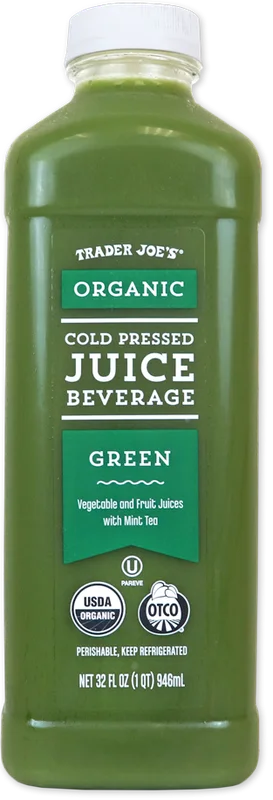 TRADER JOE'S®
ORGANIC
COLD PRESSED
JUICE
BEVERAGE
GREEN
Vegetable and Fruit Juices
with Mint Tea
U
PAREVE
USDA
ORGANIC
OTCO
PERISHABLE, KEEP REFRIGERATED
NET 32 FL OZ (1 QT) 946mL